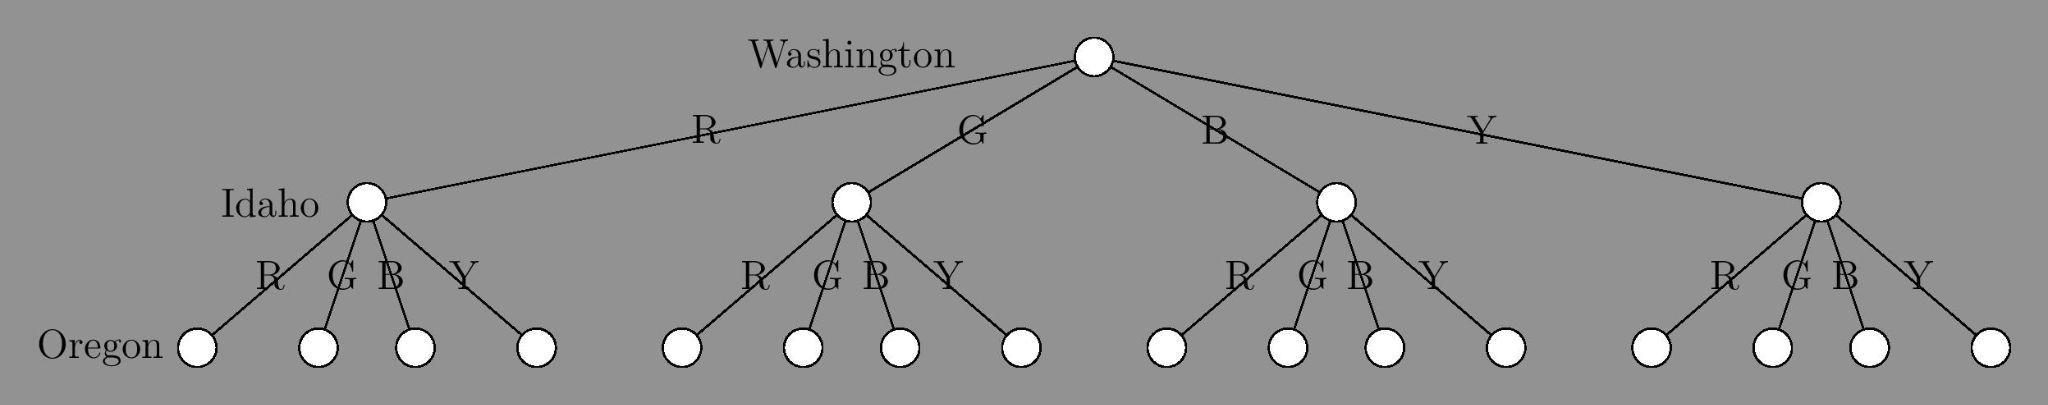 Washington
R G B Y
Idaho
R G B Y R G B Y R G B Y R G B Y
Oregon